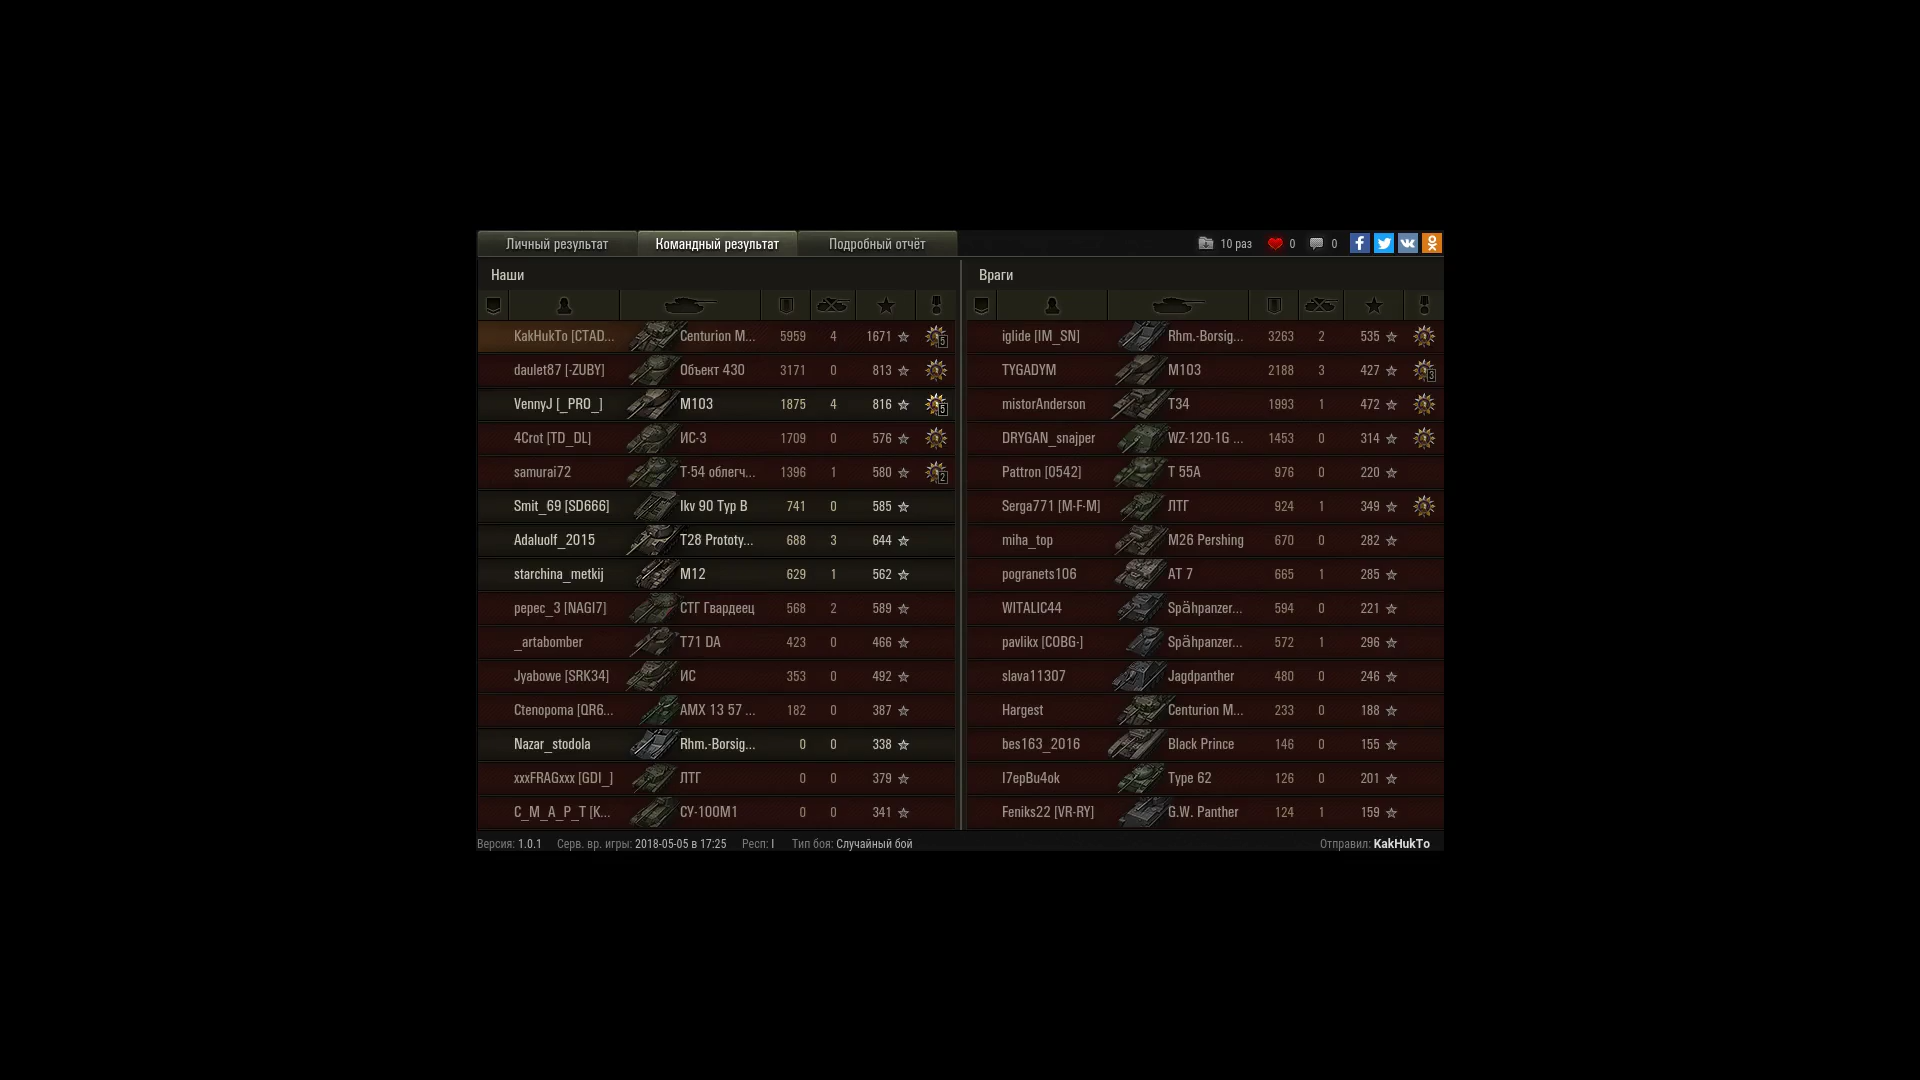 Личный результат Командный результат Подробный отчёт 10 раз 0 0
Наши Враги
KakHukTo [CTAD... Centurion M... 5959 4 1671 5 iglide [IM_SN] Rhm.-Borsig... 3263 2 535
daulet87 [-ZUBY] Объект 430 3171 0 813 TYGADYM M103 2188 3 427 3
VennyJ [_PRO_] M103 1875 4 816 5 mistorAnderson T34 1993 1 472
4Crot [TD_DL] ИС-3 1709 0 576 DRYGAN_snajper WZ-120-1G ... 1453 0 314
samurai72 Т-54 облегч... 1396 1 580 2 Pattron [0542] T 55A 976 0 220
Smit_69 [SD666] Ikv 90 Typ B 741 0 585 Serga771 [M-F-M] ЛТГ 924 1 349
Adaluolf_2015 T28 Prototy... 688 3 644 miha_top M26 Pershing 670 0 282
starchina_metkij M12 629 1 562 pogranets106 AT 7 665 1 285
pepec_3 [NAGI7] СТГ Гвардеец 568 2 589 WITALIC44 Spähpanzer... 594 0 221
_artabomber T71 DA 423 0 466 pavlikx [COBG-] Spähpanzer... 572 1 296
Jyabowe [SRK34] ИС 353 0 492 slava11307 Jagdpanther 480 0 246
Ctenopoma [QR6... AMX 13 57 ... 182 0 387 Hargest Centurion M... 233 0 188
Nazar_stodola Rhm.-Borsig... 0 0 338 bes163_2016 Black Prince 146 0 155
xxxFRAGxxx [GDI_] ЛТГ 0 0 379 I7epBu4ok Type 62 126 0 201
C_M_A_P_T [K... СУ-100М1 0 0 341 Feniks22 [VR-RY] G.W. Panther 124 1 159
Версия: 1.0.1 Серв. вр. игры: 2018-05-05 в 17:25 Респ: I Тип боя: Случайный бой Отправил: KakHukTo